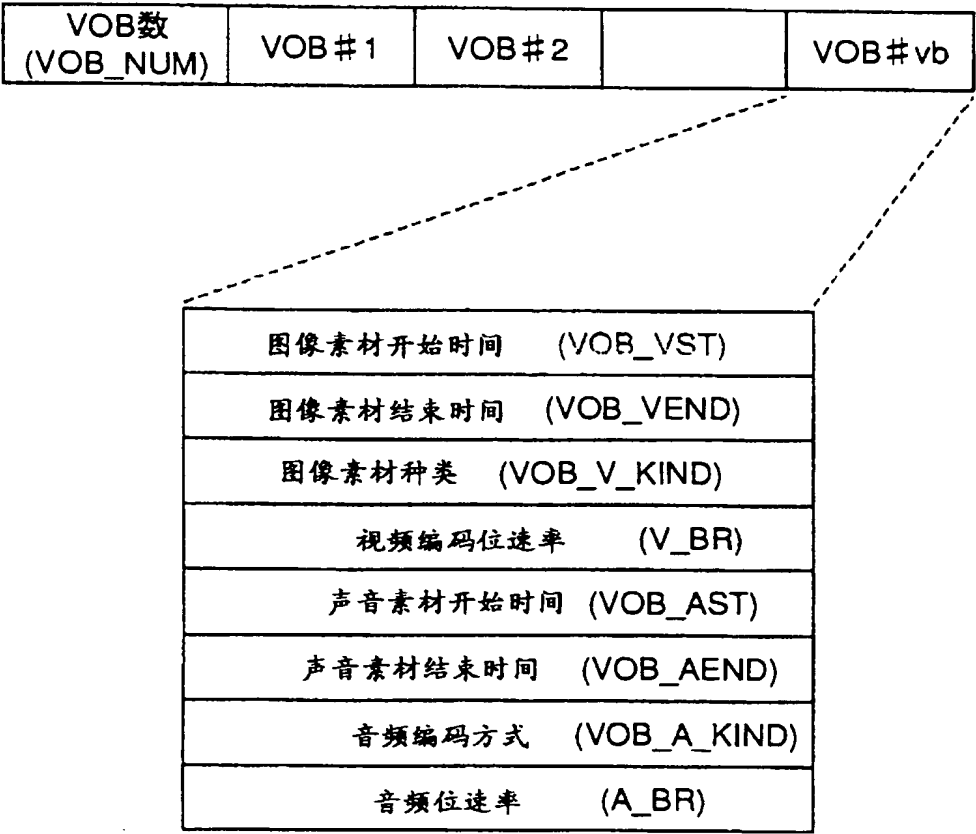 VOB数
(VOB_NUM)
VOB#1
VOB#2
VOB#vb
图像素材开始时间 (VOB_VST)
图像素材结束时间 (VOB_VEND)
图像素材种类 (VOB_V_KIND)
视频编码位速率 (V_BR)
声音素材开始时间 (VOB_AST)
声音素材结束时间 (VOB_AEND)
音频编码方式 (VOB_A_KIND)
音频位速率 (A_BR)